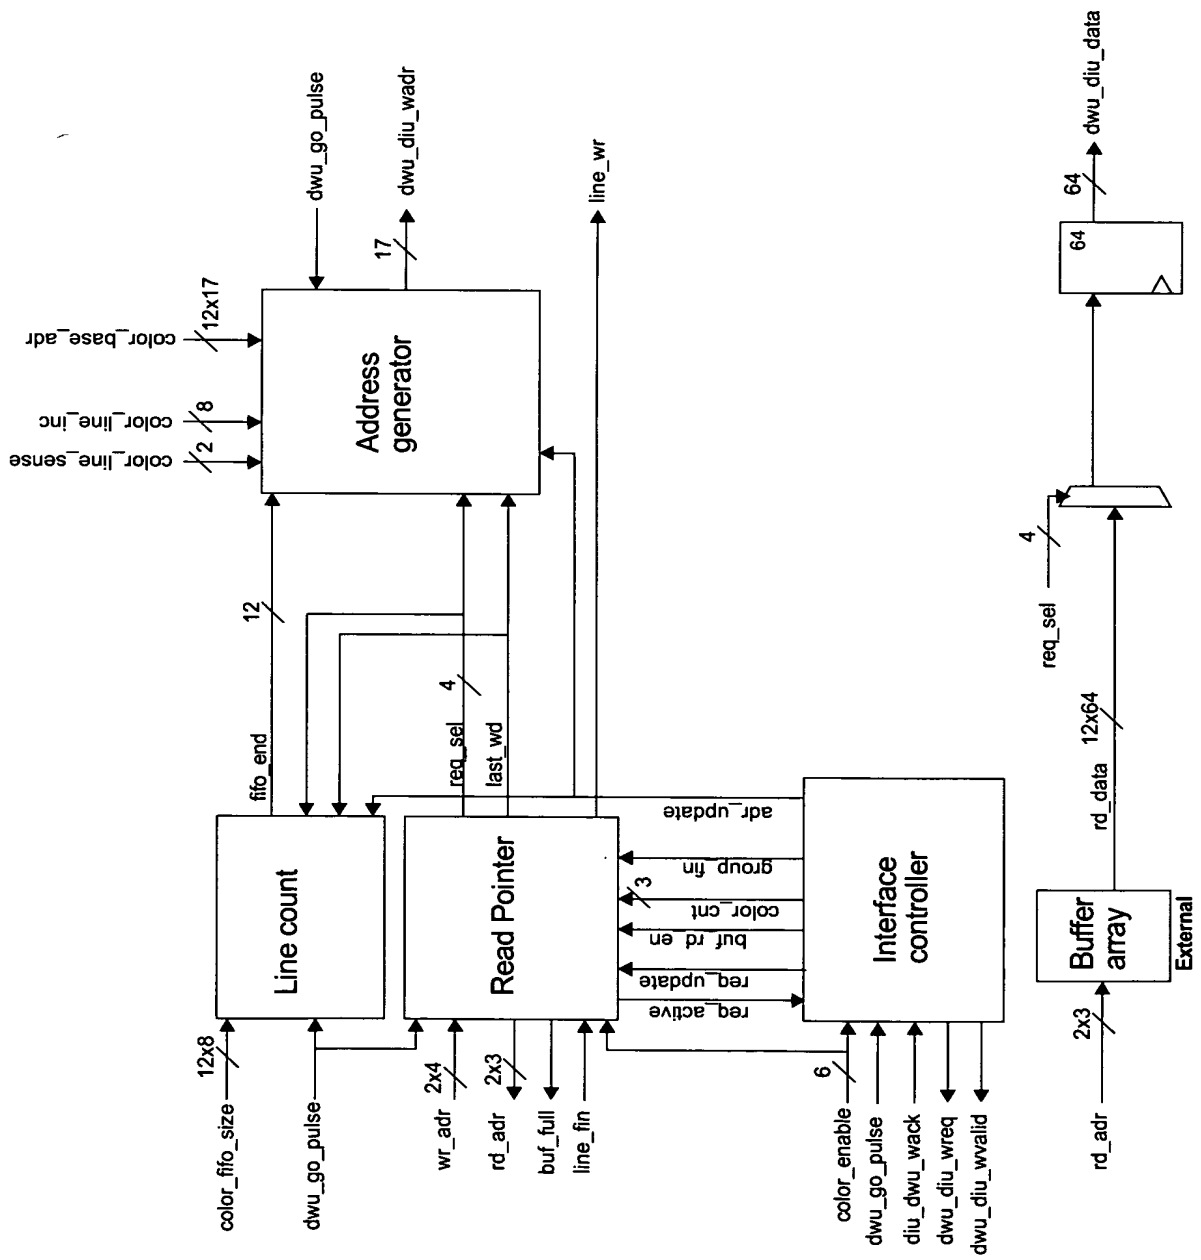 color_fifo_size
12x8
dwu_go_pulse
Line count
fifo_end
12
color_line_sense
2
color_line_inc
8
color_base_adr
12x17
Address
generator
dwu_go_pulse
17
dwu_diu_wadr
wr_adr
2x4
rd_adr
2x3
buf_full
line_fin
Read Pointer
req_sel
4
last_wd
line_wr
req_active
req_update
buf_rd_en
color_cnt
3
group_fin
adr_update
color_enable
6
dwu_go_pulse
diu_dwu_wack
dwu_diu_wreq
dwu_diu_wvalid
Interface
controller
rd_adr
2x3
Buffer
array
External
rd_data
12x64
req_sel
4
64
64
dwu_diu_data